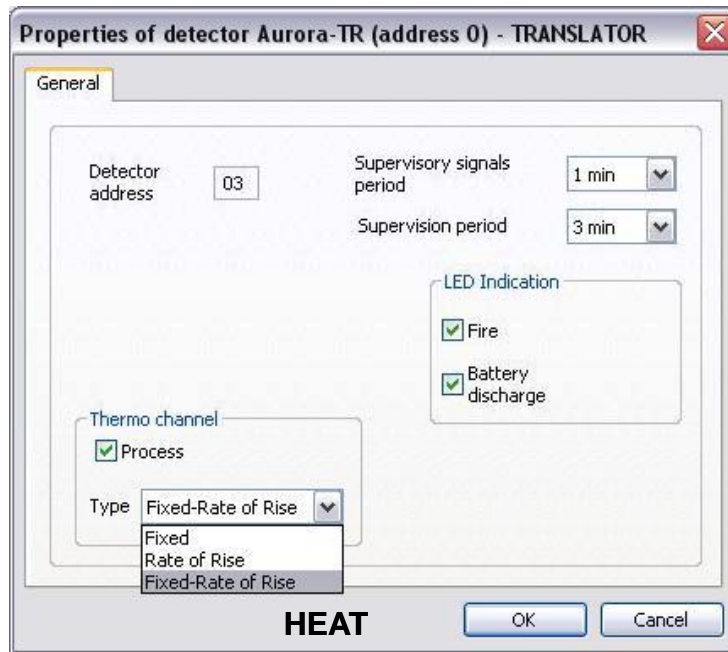 Properties of detector Aurora-TR (address 0) - TRANSLATOR
General
Detector address
03
Supervisory signals period
1 min
Supervision period
3 min
LED Indication
Fire
Battery discharge
Thermo channel
Process
Type
Fixed-Rate of Rise
Fixed
Rate of Rise
Fixed-Rate of Rise
HEAT
OK
Cancel